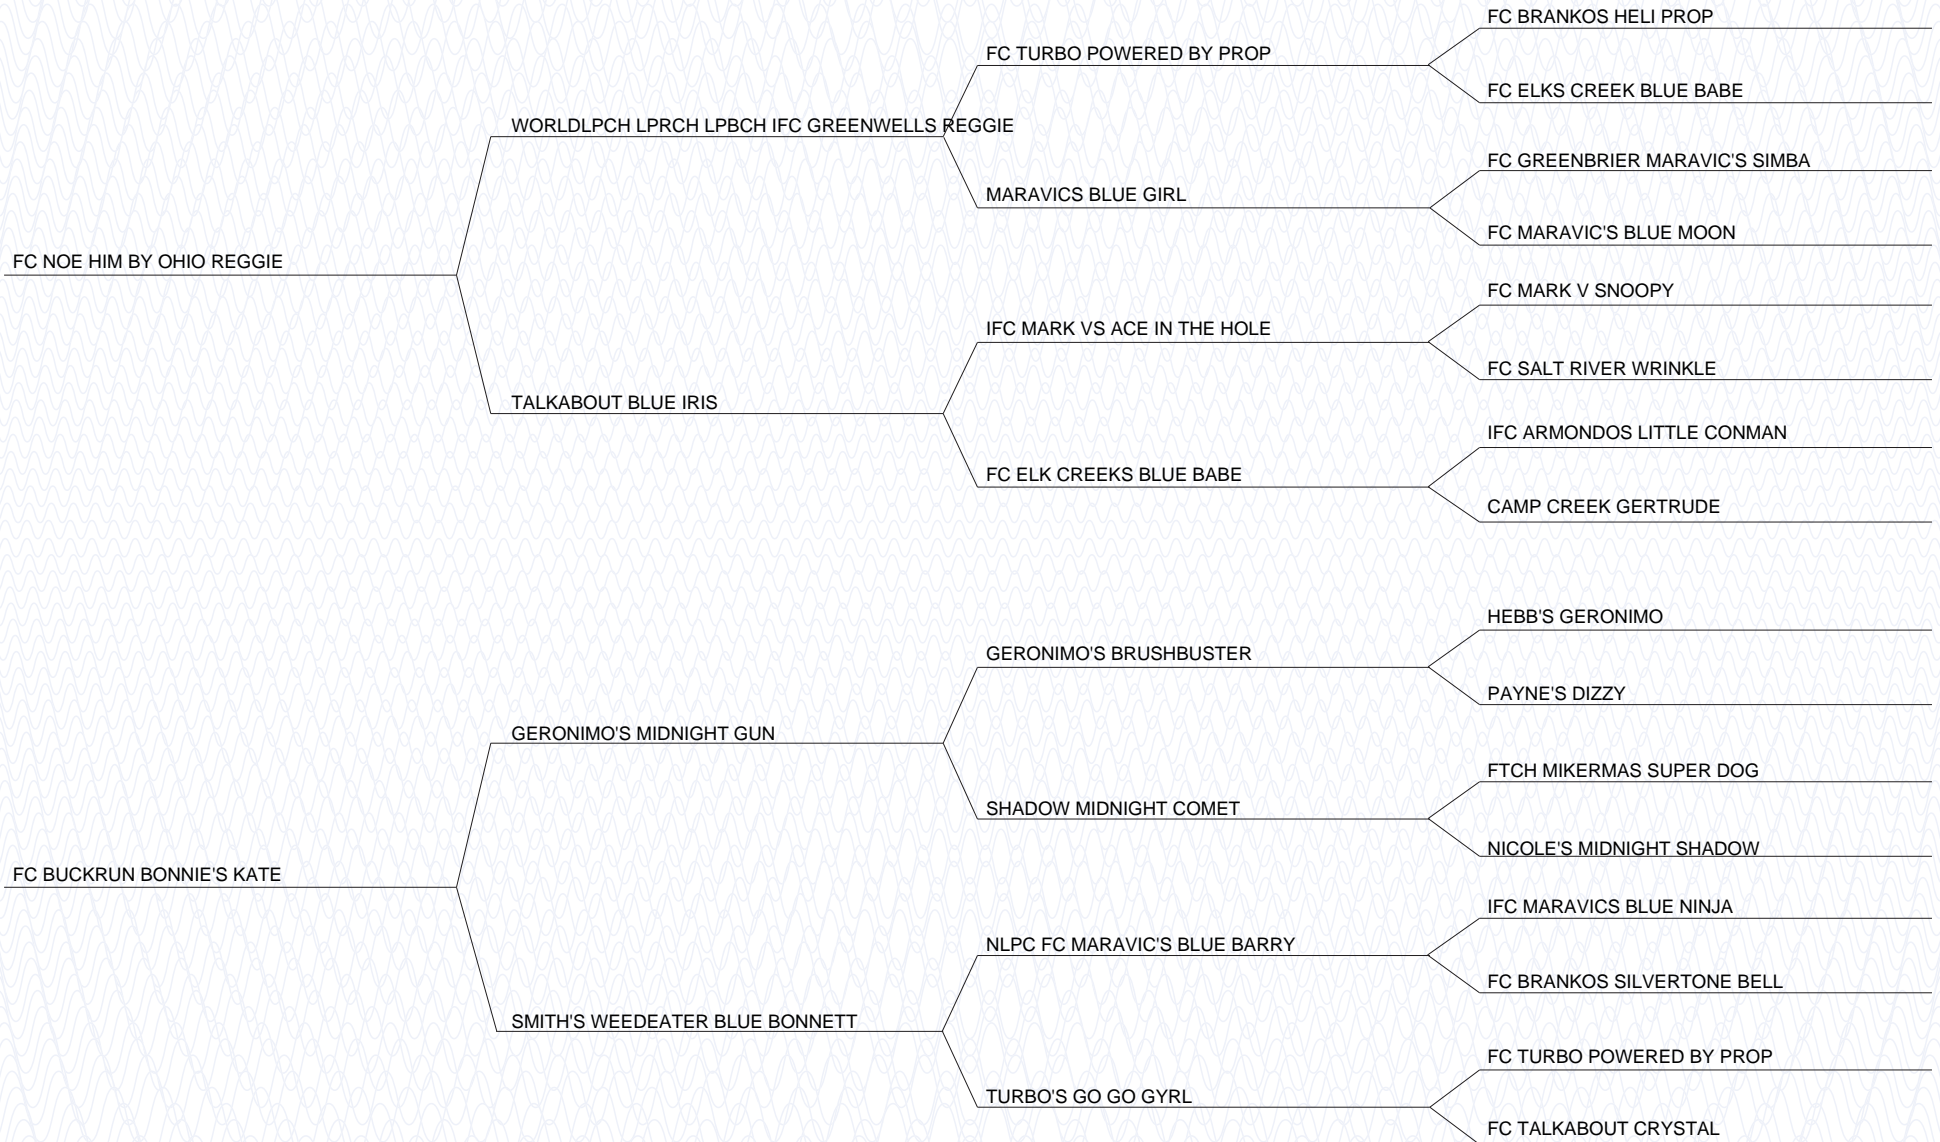 FC BRANKOS HELI PROP
FC TURBO POWERED BY PROP
FC ELKS CREEK BLUE BABE
WORLDLPCH LPRCH LPBCH IFC GREENWELLS REGGIE
FC GREENBRIER MARAVIC'S SIMBA
MARAVICS BLUE GIRL
FC MARAVIC'S BLUE MOON
FC NOE HIM BY OHIO REGGIE
FC MARK V SNOOPY
IFC MARK VS ACE IN THE HOLE
FC SALT RIVER WRINKLE
TALKABOUT BLUE IRIS
IFC ARMONDOS LITTLE CONMAN
FC ELK CREEKS BLUE BABE
CAMP CREEK GERTRUDE
HEBB'S GERONIMO
GERONIMO'S BRUSHBUSTER
PAYNE'S DIZZY
GERONIMO'S MIDNIGHT GUN
FTCH MIKERMAS SUPER DOG
SHADOW MIDNIGHT COMET
NICOLE'S MIDNIGHT SHADOW
FC BUCKRUN BONNIE'S KATE
IFC MARAVICS BLUE NINJA
NLPC FC MARAVIC'S BLUE BARRY
FC BRANKOS SILVERTONE BELL
SMITH'S WEEDEATER BLUE BONNETT
FC TURBO POWERED BY PROP
TURBO'S GO GO GYRL
FC TALKABOUT CRYSTAL